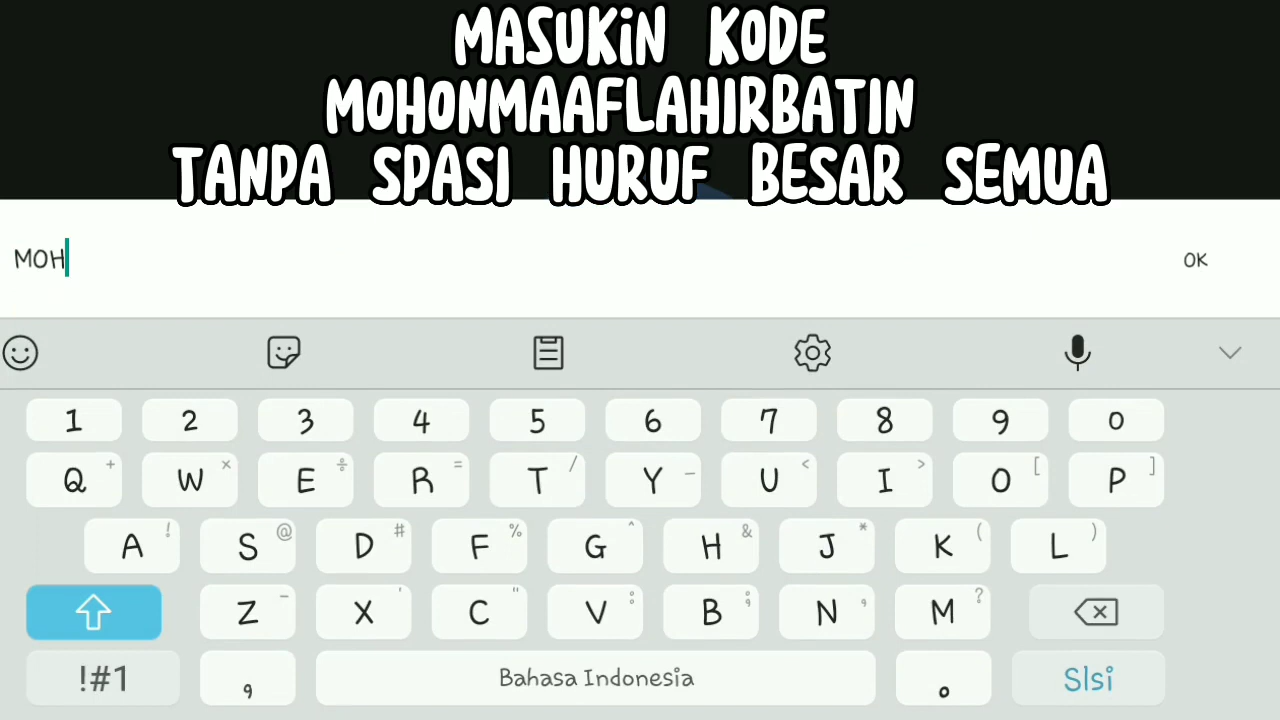 MASUKiN KODE
MOHONMAAFLAHIRBATIN
TANPA SPASI HURUF BESAR SEMUA
MOH
OK
1 2 3 4 5 6 7 8 9 0
Q + W × E ÷ R = T / Y _ U < I > O [ P ]
A ! S @ D # F % G ^ H & J * K ( L )
Z - X ' C " V : B ; N , M ?
!#1 , Bahasa Indonesia . Slsi